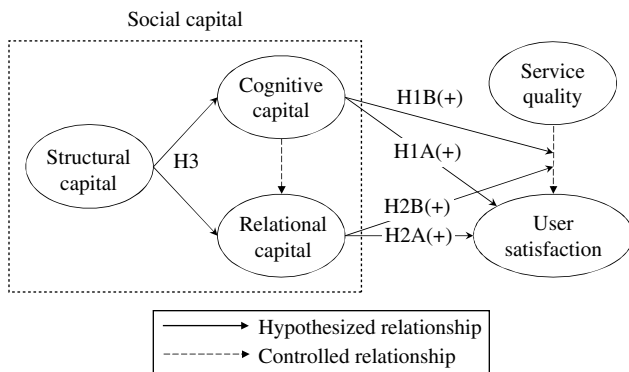 Social capital
Cognitive
capital
Service
quality
H1B(+)
H1A(+)
Structural
capital
H3
H2B(+)
H2A(+)
Relational
capital
User
satisfaction
Hypothesized relationship
Controlled relationship